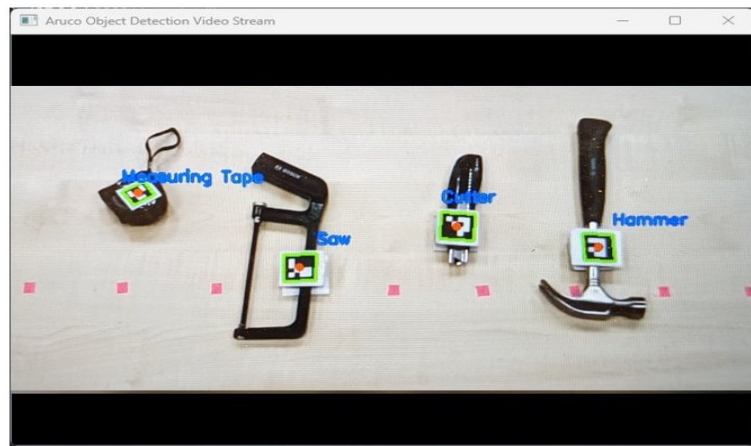 Aruco Object Detection Video Stream
Measuring Tape
Cutter
Hammer
Saw